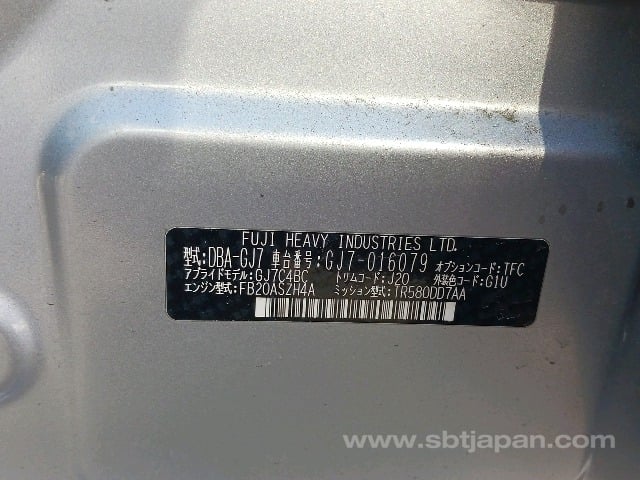 FUJI HEAVY INDUSTRIES LTD.
型式:DBA-GJ7 車台番号:GJ7-016079 オプションコード:TFC
アプライドモデル:GJ7C4BC トリムコード:J20 外装色コード:G1U
エンジン型式:FB20ASZH4A ミッション型式:TR580DD7AA
www.sbtjapan.com